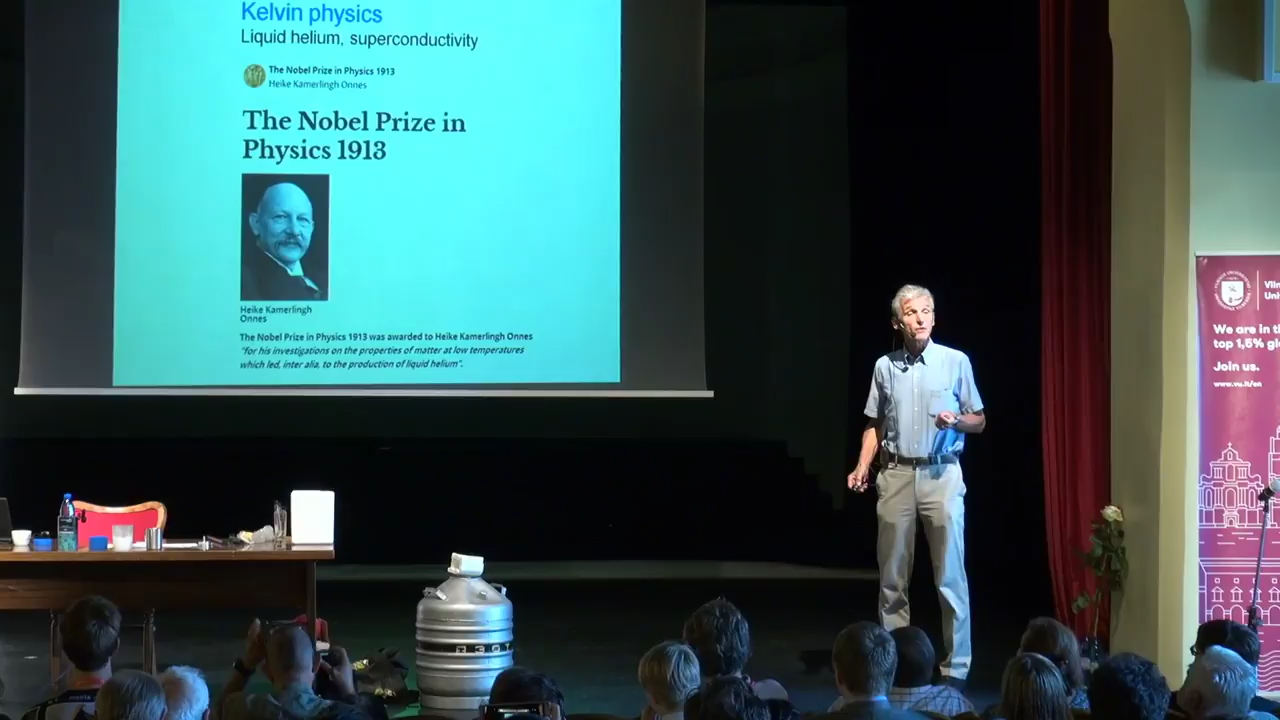 Kelvin physics
Liquid helium, superconductivity
The Nobel Prize in Physics 1913
Heike Kamerlingh Onnes
The Nobel Prize in
Physics 1913
Heike Kamerlingh
Onnes
The Nobel Prize in Physics 1913 was awarded to Heike Kamerlingh Onnes
"for his investigations on the properties of matter at low temperatures
which led, inter alia, to the production of liquid helium".
We are in th
top 1,5% gl
Join us.
www.vu.lt/en